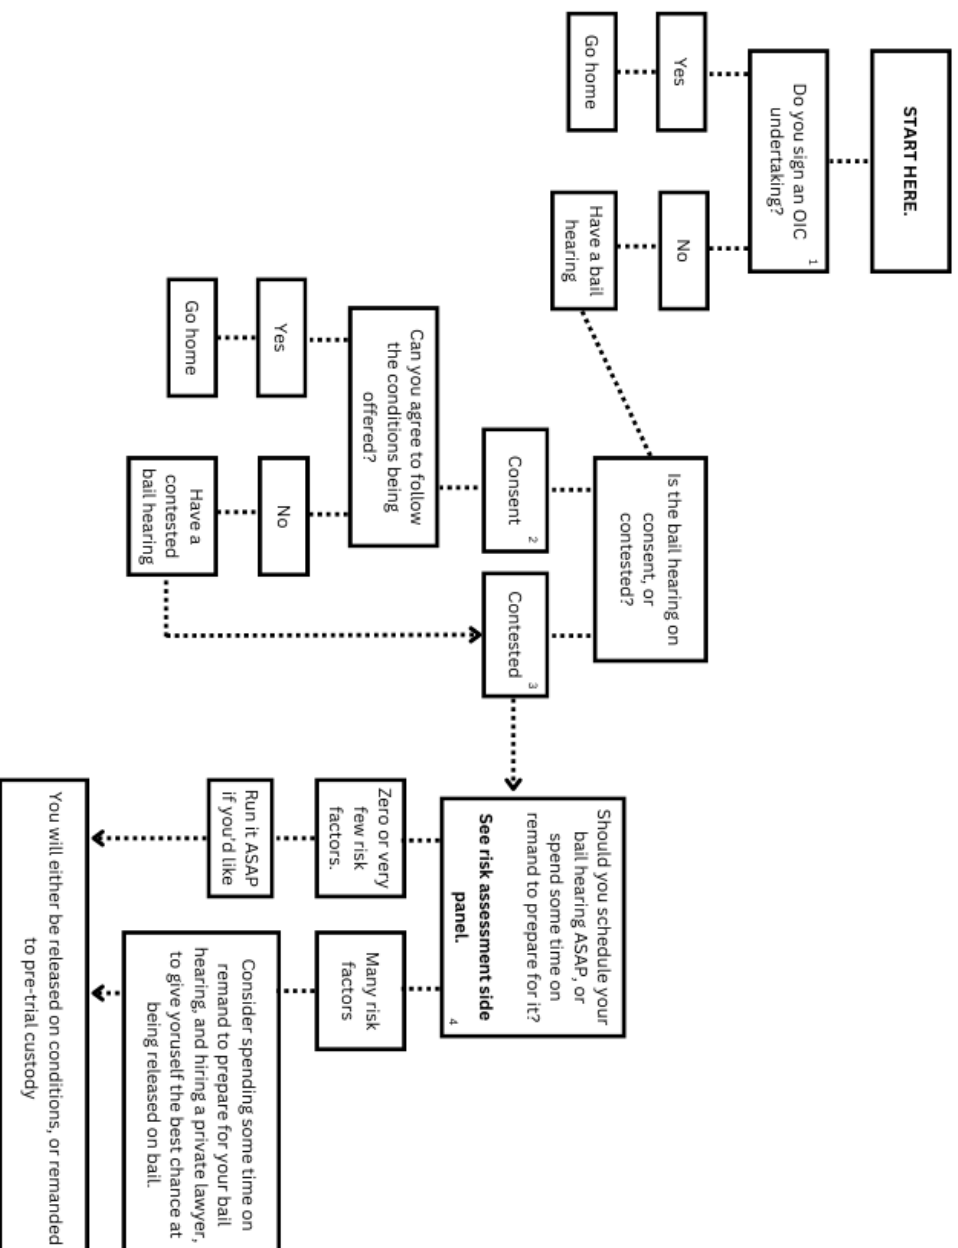 START HERE.
Do you sign an OIC
undertaking?
1
Yes
Go home
No
Have a bail
hearing
Is the bail hearing on
consent, or
contested?
Consent
2
Can you agree to follow
the conditions being
offered?
Yes
Go home
No
Have a
contested
bail hearing
Contested
3
Should you schedule your
bail hearing ASAP, or
spend some time on
remand to prepare for it?
See risk assessment side
panel.
4
Zero or very
few risk
factors.
Run it ASAP
if you'd like
Many risk
factors
Consider spending some time on
remand to prepare for your bail
hearing, and hiring a private lawyer,
to give yoruself the best chance at
being released on bail.
You will either be released on conditions, or remanded
to pre-trial custody